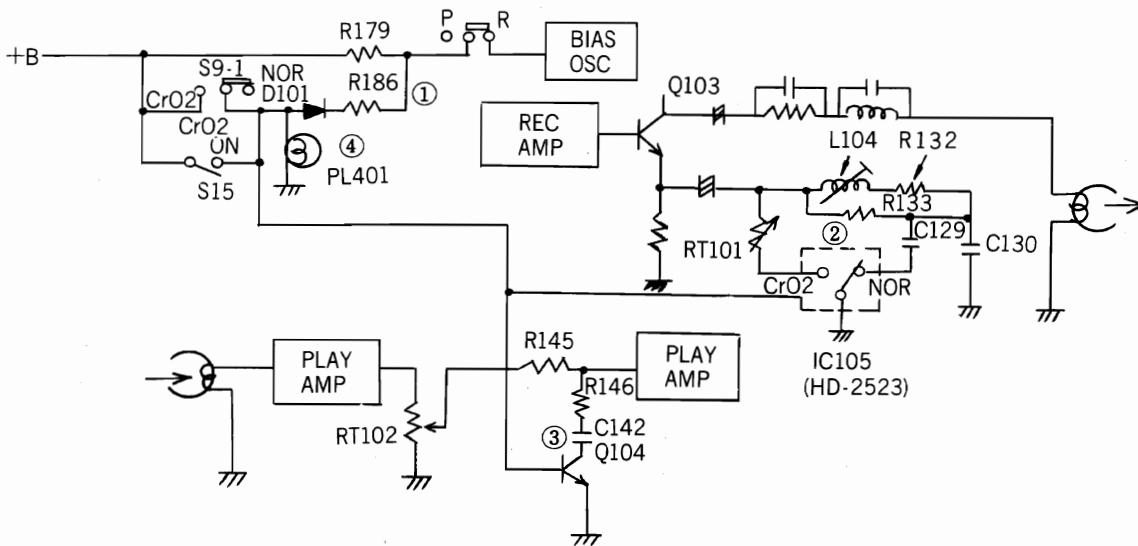 +B
R179
P
R
BIAS
OSC
S9-1
NOR
D101
R186
①
CrO2
CrO2
ON
S15
④
PL401
Q103
REC
AMP
L104
R132
R133
RT101
②
C129
C130
CrO2
NOR
IC105
(HD-2523)
R145
PLAY
AMP
PLAY
AMP
R146
RT102
③
C142
Q104